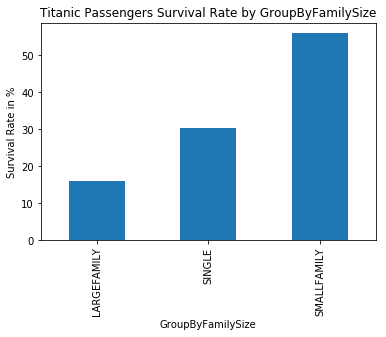 Titanic Passengers Survival Rate by GroupByFamilySize
Survival Rate in %
50
40
30
20
10
0
LARGEFAMILY
SINGLE
SMALLFAMILY
GroupByFamilySize